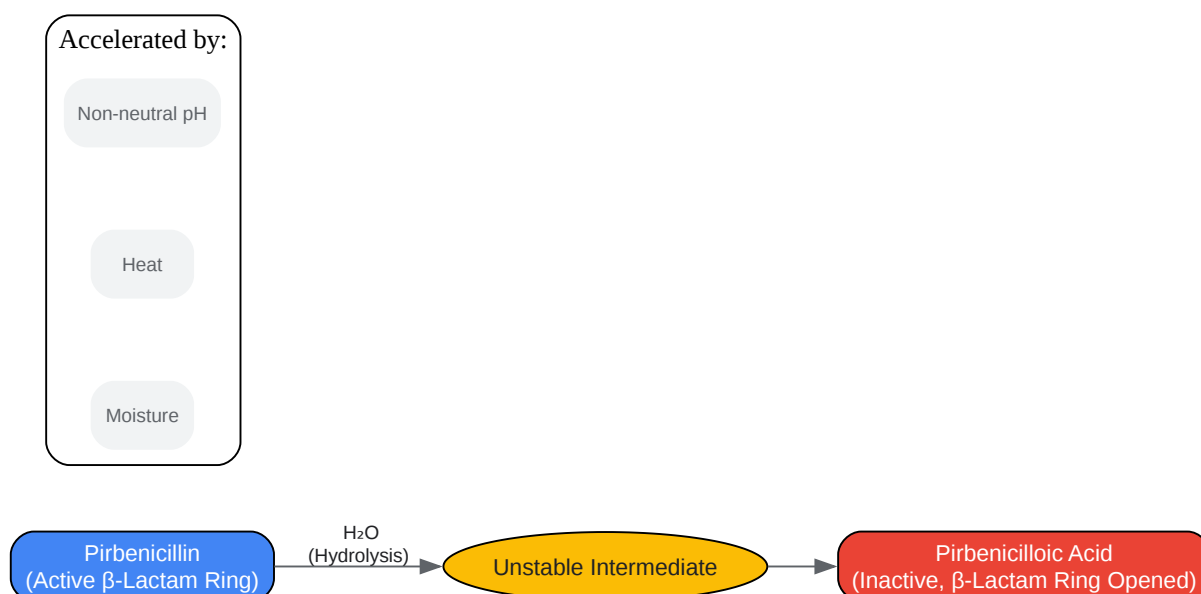 Accelerated by:
Non-neutral pH
Heat
Moisture
Pirbenicillin
(Active β-Lactam Ring)
H₂O
(Hydrolysis)
Unstable Intermediate
Pirbenicilloic Acid
(Inactive, β-Lactam Ring Opened)